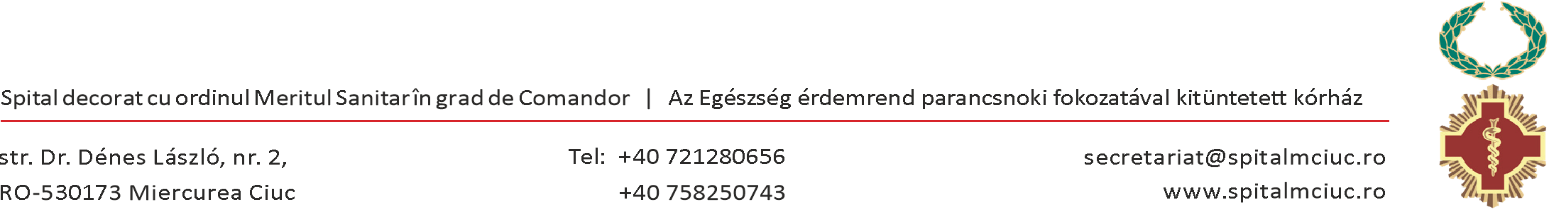 Spital decorat cu ordinul Meritul Sanitar în grad de Comandor | Az Egészség érdemrend parancsnoki fokozatával kitüntetett kórház
str. Dr. Dénes László, nr. 2, Tel: +40 721280656 secretariat@spitalmciuc.ro
RO-530173 Miercurea Ciuc +40 758250743 www.spitalmciuc.ro